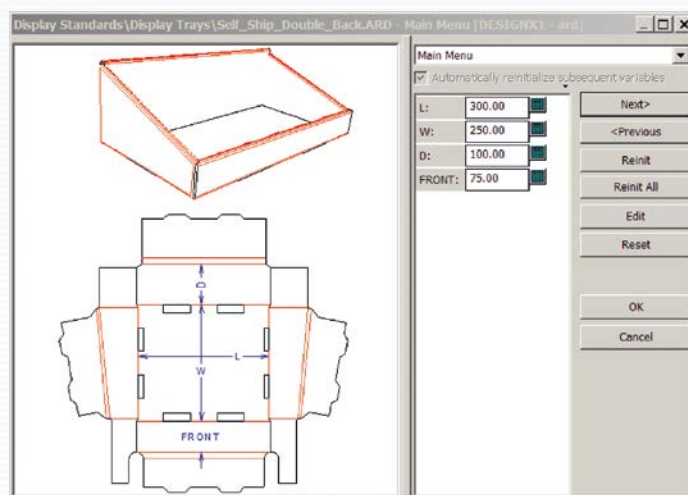 Display Standards\Display Trays\Self_Ship_Double_Back.ARD - Main Menu [DESIGNX1 - ard]
Main Menu
Automatically reinitialize subsequent variables
L: 300.00
W: 250.00
D: 100.00
FRONT: 75.00
Next>
<Previous
Reinit
Reinit All
Edit
Reset
OK
Cancel
D
L
W
FRONT